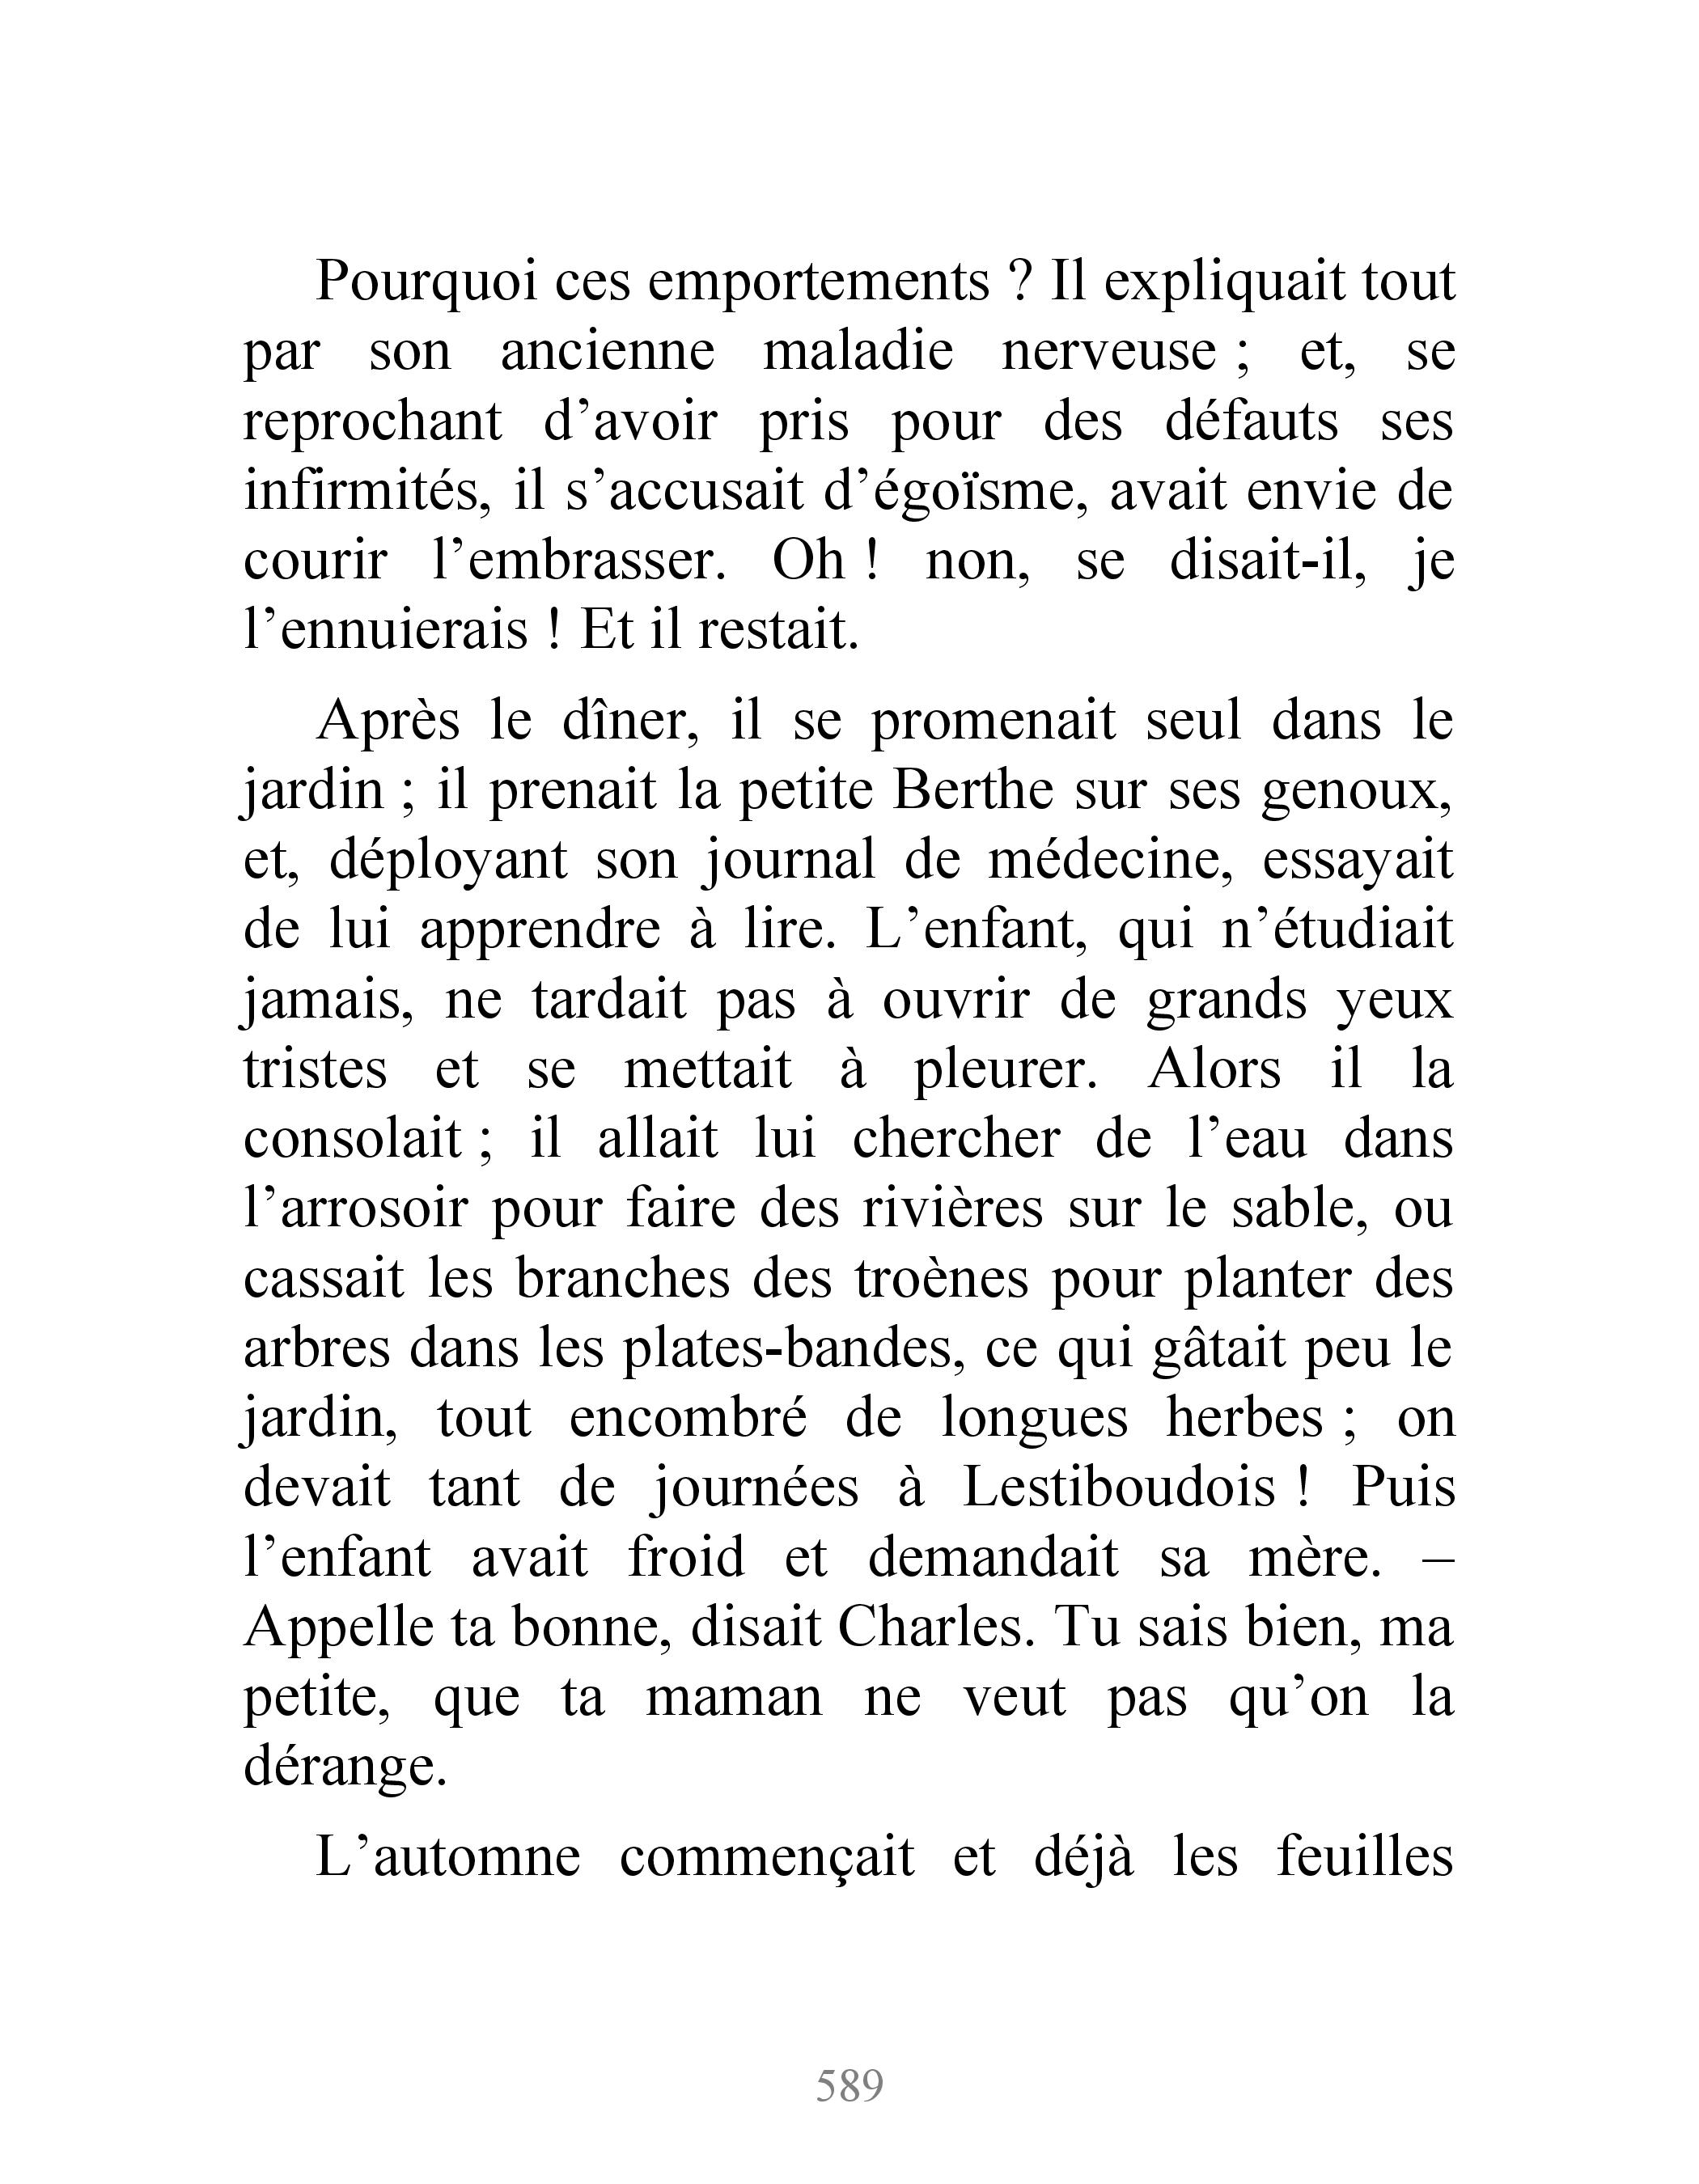 Pourquoi ces emportements ? Il expliquait tout
par son ancienne maladie nerveuse ; et, se
reprochant d’avoir pris pour des défauts ses
infirmités, il s’accusait d’égoïsme, avait envie de
courir l’embrasser. Oh ! non, se disait-il, je
l’ennuierais ! Et il restait.
Après le dîner, il se promenait seul dans le
jardin ; il prenait la petite Berthe sur ses genoux,
et, déployant son journal de médecine, essayait
de lui apprendre à lire. L’enfant, qui n’étudiait
jamais, ne tardait pas à ouvrir de grands yeux
tristes et se mettait à pleurer. Alors il la
consolait ; il allait lui chercher de l’eau dans
l’arrosoir pour faire des rivières sur le sable, ou
cassait les branches des troènes pour planter des
arbres dans les plates-bandes, ce qui gâtait peu le
jardin, tout encombré de longues herbes ; on
devait tant de journées à Lestiboudois ! Puis
l’enfant avait froid et demandait sa mère. –
Appelle ta bonne, disait Charles. Tu sais bien, ma
petite, que ta maman ne veut pas qu’on la
dérange.
L’automne commençait et déjà les feuilles
589